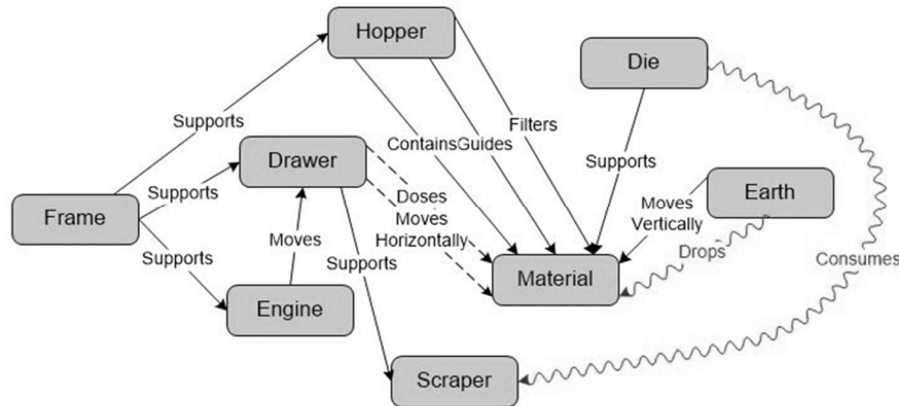 Hopper
Die
Supports
Filters
ContainsGuides
Drawer
Supports
Supports
Doses
Earth
Frame
Moves
Moves
Vertically
Moves
Horizontally
Supports
Supports
Drops
Consumes
Material
Engine
Scraper